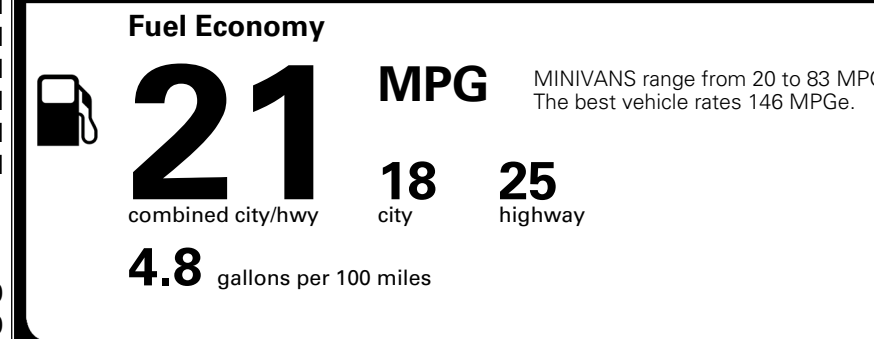 Fuel Economy
21 MPG
MINIVANS range from 20 to 83
The best vehicle rates 146 MPGe.
18 25
combined city/hwy city highway
4.8 gallons per 100 miles